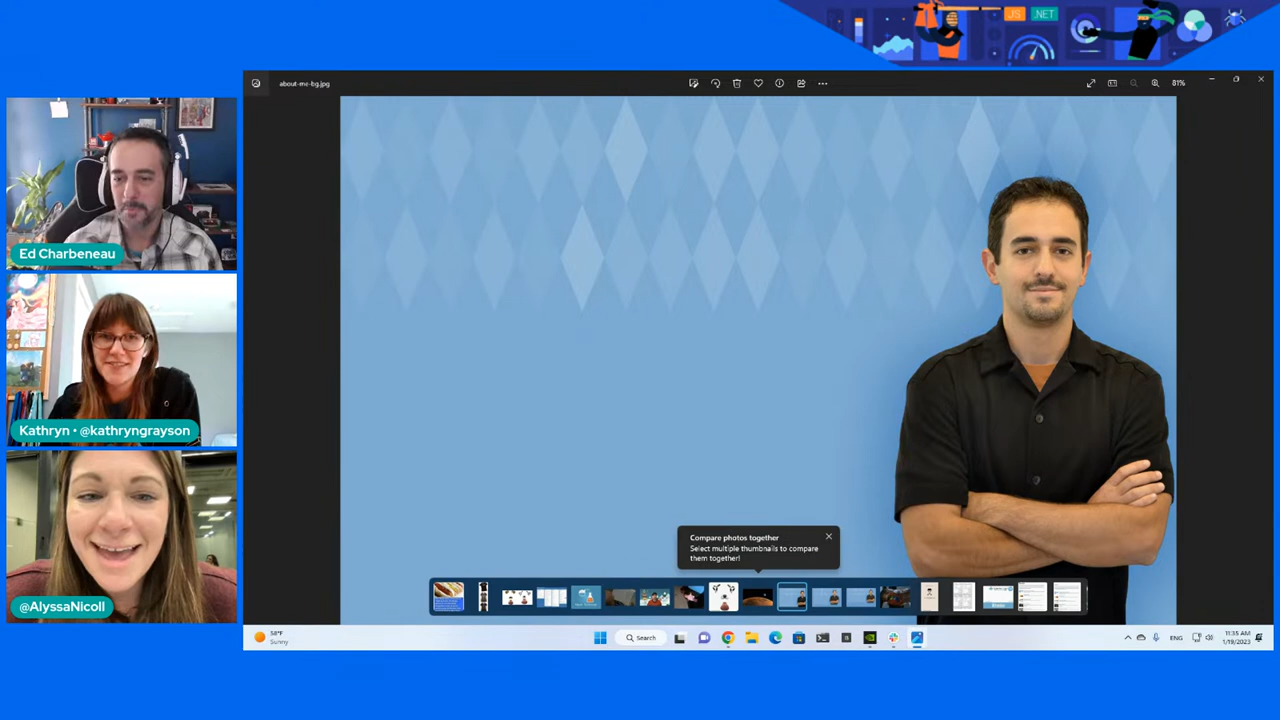 JS .NET
about-me-bg.jpg
81%
Ed Charbeneau
Kathryn • @kathryngrayson
@AlyssaNicoll
Compare photos together
Select multiple thumbnails to compare
them together!
58°F
Sunny
Search
ENG
11:35 AM
1/19/2023